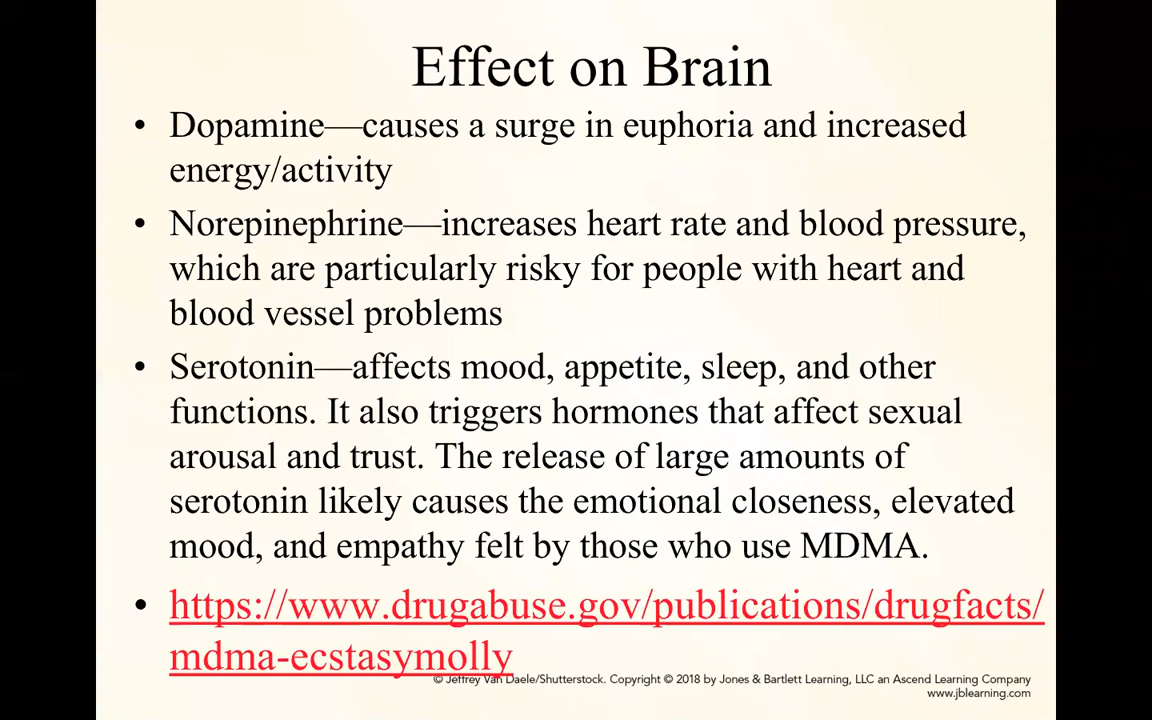 Effect on Brain
• Dopamine—causes a surge in euphoria and increased
energy/activity
• Norepinephrine—increases heart rate and blood pressure,
which are particularly risky for people with heart and
blood vessel problems
• Serotonin—affects mood, appetite, sleep, and other
functions. It also triggers hormones that affect sexual
arousal and trust. The release of large amounts of
serotonin likely causes the emotional closeness, elevated
mood, and empathy felt by those who use MDMA.
• https://www.drugabuse.gov/publications/drugfacts/
mdma-ecstasymolly
© Jeffrey Van Daele/Shutterstock. Copyright © 2018 by Jones & Bartlett Learning, LLC an Ascend Learning Company
www.jblearning.com